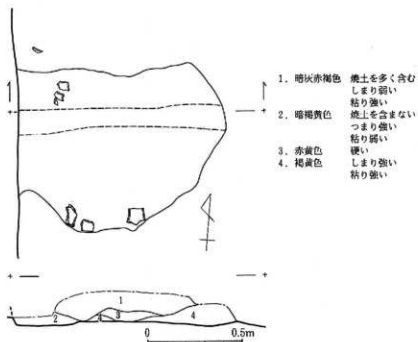 1. 暗灰赤褐色 焼土を多く含む
しまり弱い
粘り強い
2. 暗褐黄色 焼土を含まない
つまり強い
粘り弱い
3. 赤黄色 硬い
4. 褐黄色 しまり強い
粘り強い
1
2
4
3
4
0
0.5m